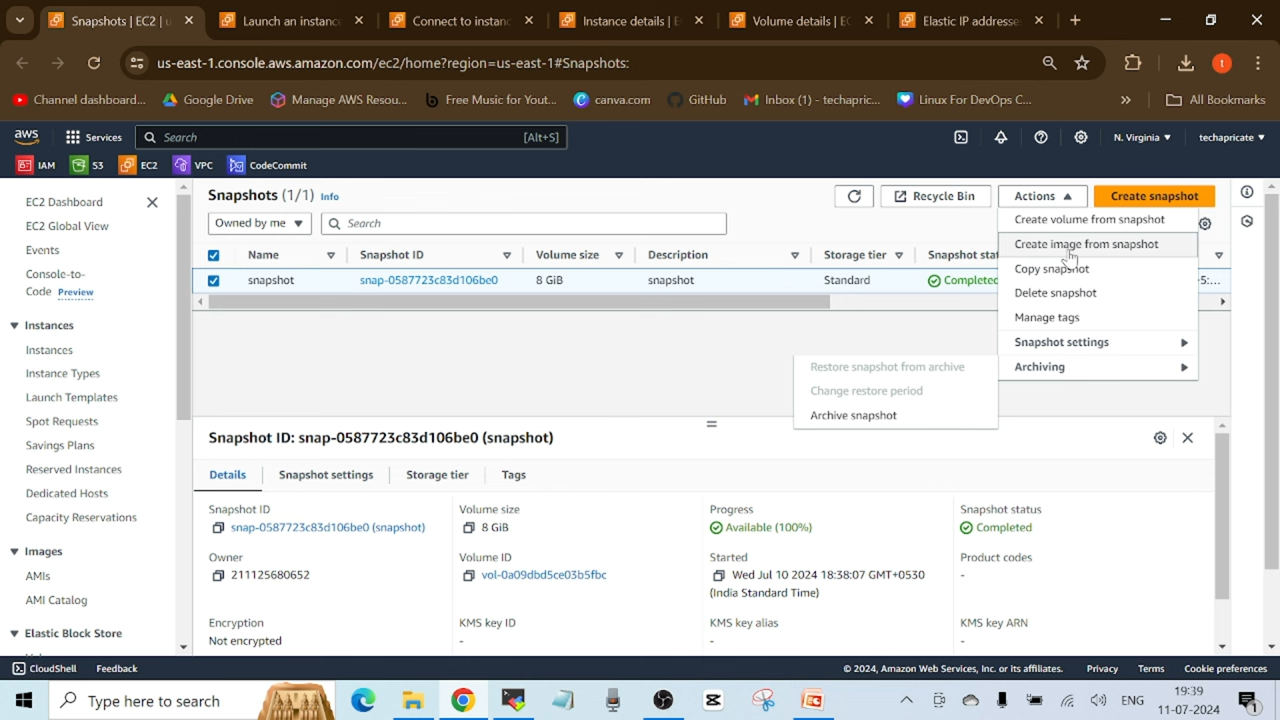 Snapshots | EC2 | u
Launch an instanc
Connect to instanc
Instance details | E
Volume details | EC
Elastic IP addresse
us-east-1.console.aws.amazon.com/ec2/home?region=us-east-1#Snapshots:
Channel dashboard...
Google Drive
Manage AWS Resou...
Free Music for Yout...
canva.com
GitHub
Inbox (1) - techapric...
Linux For DevOps C...
All Bookmarks
aws
Services
Search
[Alt+S]
N. Virginia
techapricate
IAM
S3
EC2
VPC
CodeCommit
EC2 Dashboard
EC2 Global View
Events
Console-to-
Code Preview
Instances
Instances
Instance Types
Launch Templates
Spot Requests
Savings Plans
Reserved Instances
Dedicated Hosts
Capacity Reservations
Images
AMIs
AMI Catalog
Elastic Block Store
Snapshots (1/1) Info
Recycle Bin
Actions
Create snapshot
Owned by me
Search
Name
Snapshot ID
Volume size
Description
Storage tier
Snapshot stat
snapshot
snap-0587723c83d106be0
8 GiB
snapshot
Standard
Completed
5:...
Create volume from snapshot
Create image from snapshot
Copy snapshot
Delete snapshot
Manage tags
Snapshot settings
Archiving
Restore snapshot from archive
Change restore period
Archive snapshot
Snapshot ID: snap-0587723c83d106be0 (snapshot)
Details
Snapshot settings
Storage tier
Tags
Snapshot ID
snap-0587723c83d106be0 (snapshot)
Volume size
8 GiB
Progress
Available (100%)
Snapshot status
Completed
Owner
211125680652
Volume ID
vol-0a09dbd5ce03b5fbc
Started
Wed Jul 10 2024 18:38:07 GMT+0530
(India Standard Time)
Product codes
-
Encryption
Not encrypted
KMS key ID
-
KMS key alias
-
KMS key ARN
-
CloudShell
Feedback
© 2024, Amazon Web Services, Inc. or its affiliates.
Privacy
Terms
Cookie preferences
Type here to search
ENG
19:39
11-07-2024